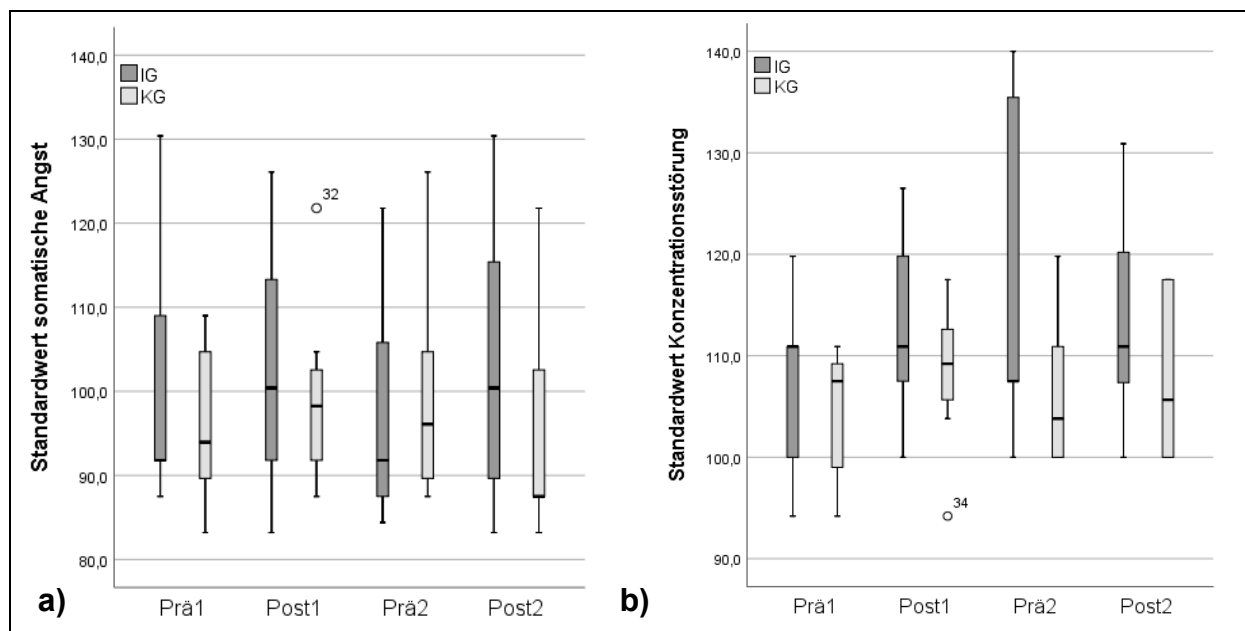 140,0
130,0
120,0
110,0
100,0
90,0
80,0
Standardwert somatische Angst
IG
KG
32
Prä1 Post1 Prä2 Post2
a)
140,0
130,0
120,0
110,0
100,0
90,0
Standardwert Konzentrationsstörung
IG
KG
34
Prä1 Post1 Prä2 Post2
b)